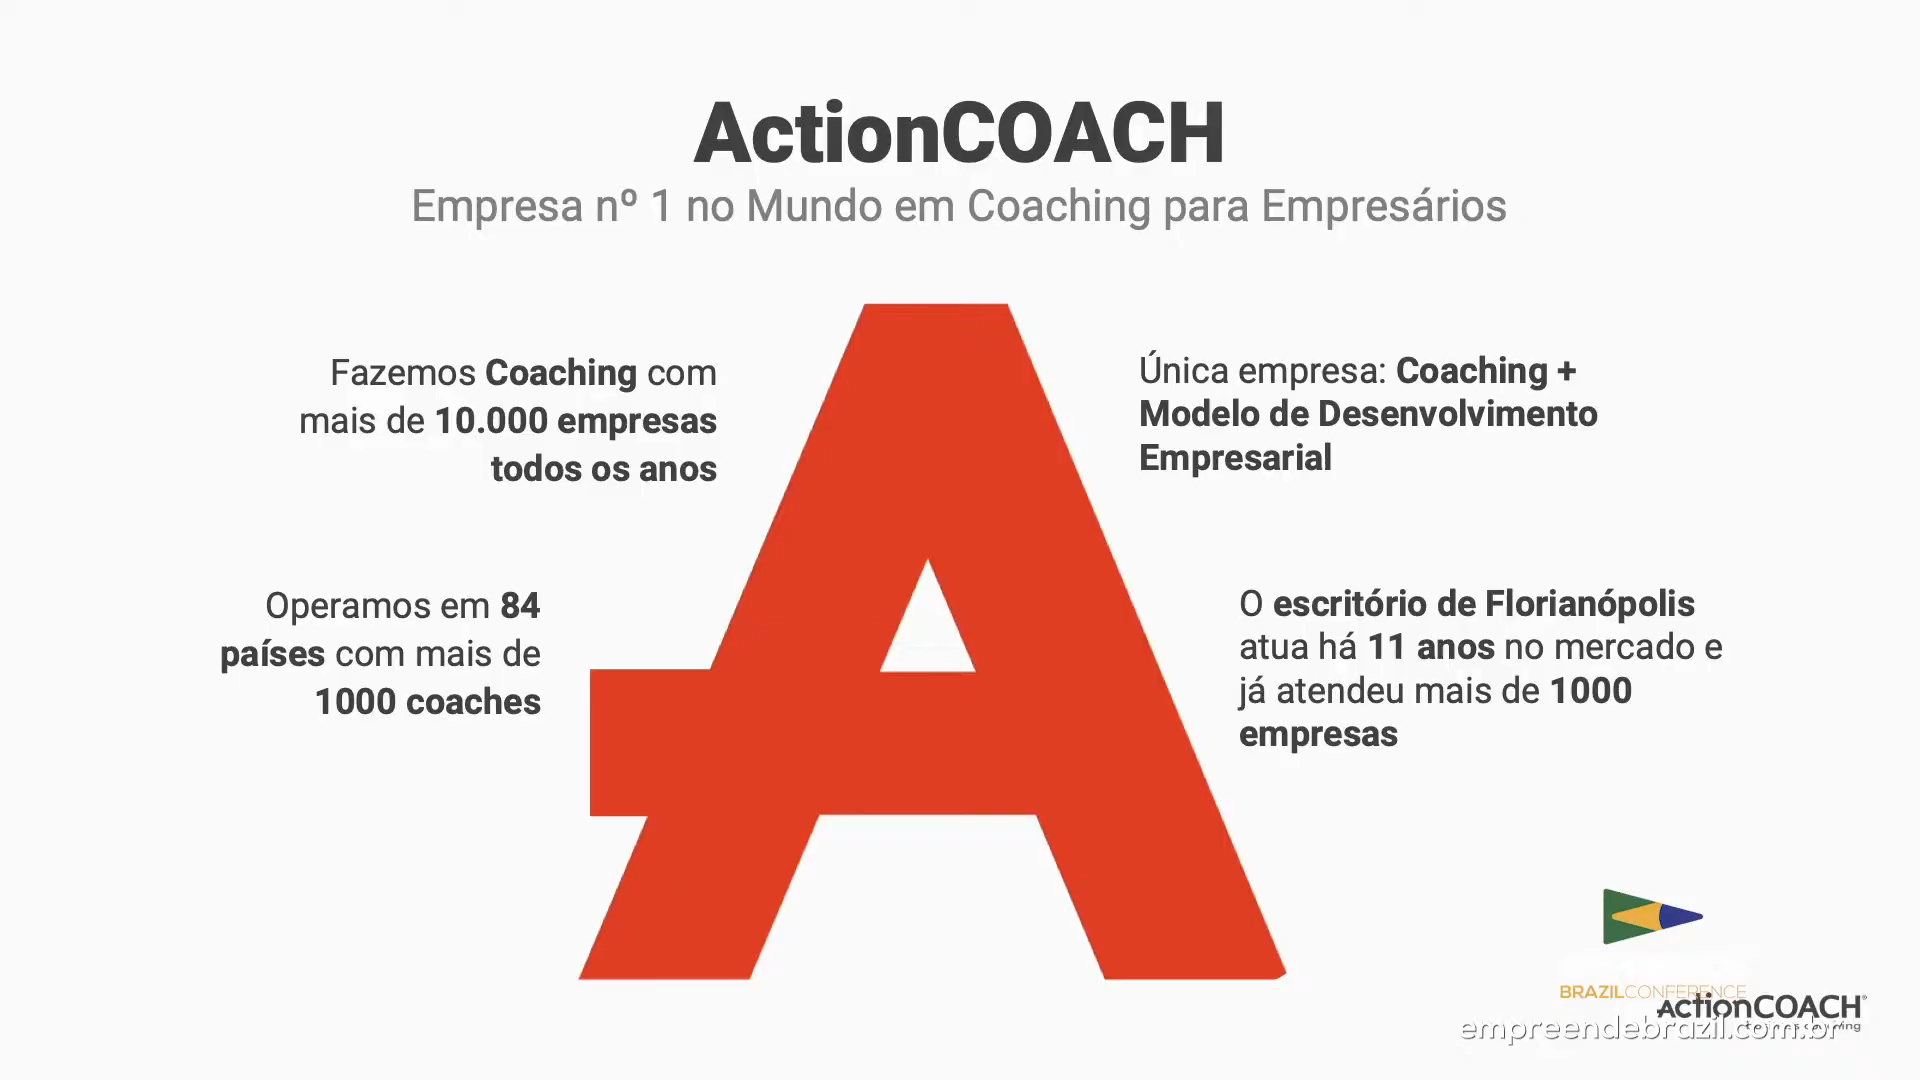 ActionCOACH
Empresa nº 1 no Mundo em Coaching para Empresários
Fazemos Coaching com
mais de 10.000 empresas
todos os anos
Única empresa: Coaching +
Modelo de Desenvolvimento
Empresarial
Operamos em 84
países com mais de
1000 coaches
O escritório de Florianópolis
atua há 11 anos no mercado e
já atendeu mais de 1000
empresas
BRAZILCONFERENCE
ActionCOACH
empreendebrazil.com.br